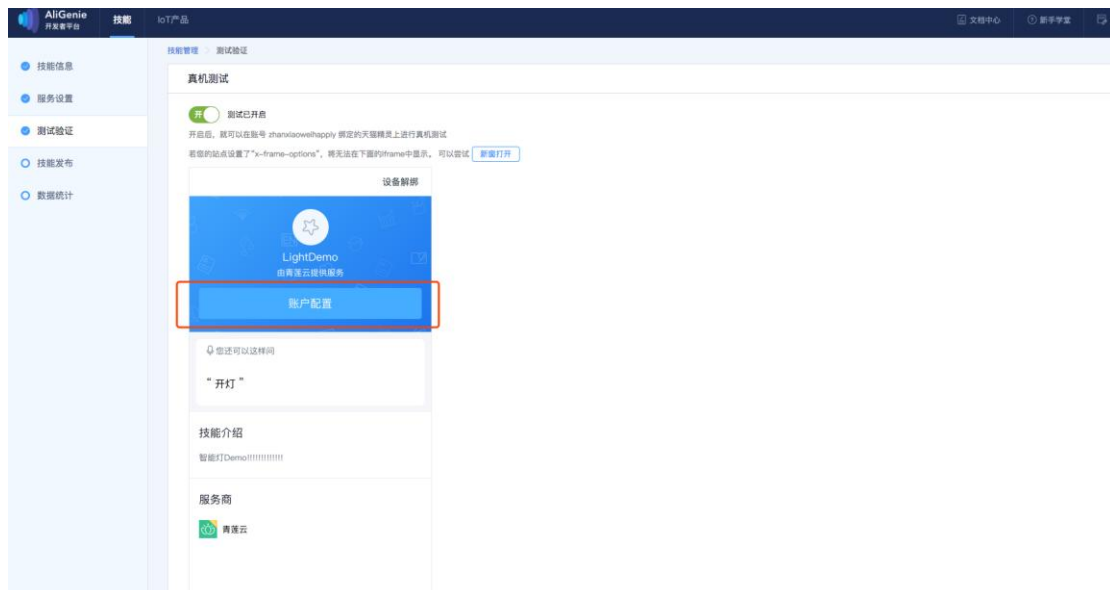 AliGenie
开发者平台
技能
IoT产品
文档中心
新手学堂
技能信息
服务设置
测试验证
技能发布
数据统计
技能管理 > 测试验证
真机测试
开
测试已开启
开启后，就可以在账号 zhanxiaoweihapply 绑定的天猫精灵上进行真机测试
若您的站点设置了"x-frame-options"，将无法在下面的iframe中显示。 可以尝试 新窗打开
设备解绑
LightDemo
由青莲云提供服务
账户配置
您还可以这样问
“ 开灯 ”
技能介绍
智能灯Demo!!!!!!!!!!!!!
服务商
青莲云